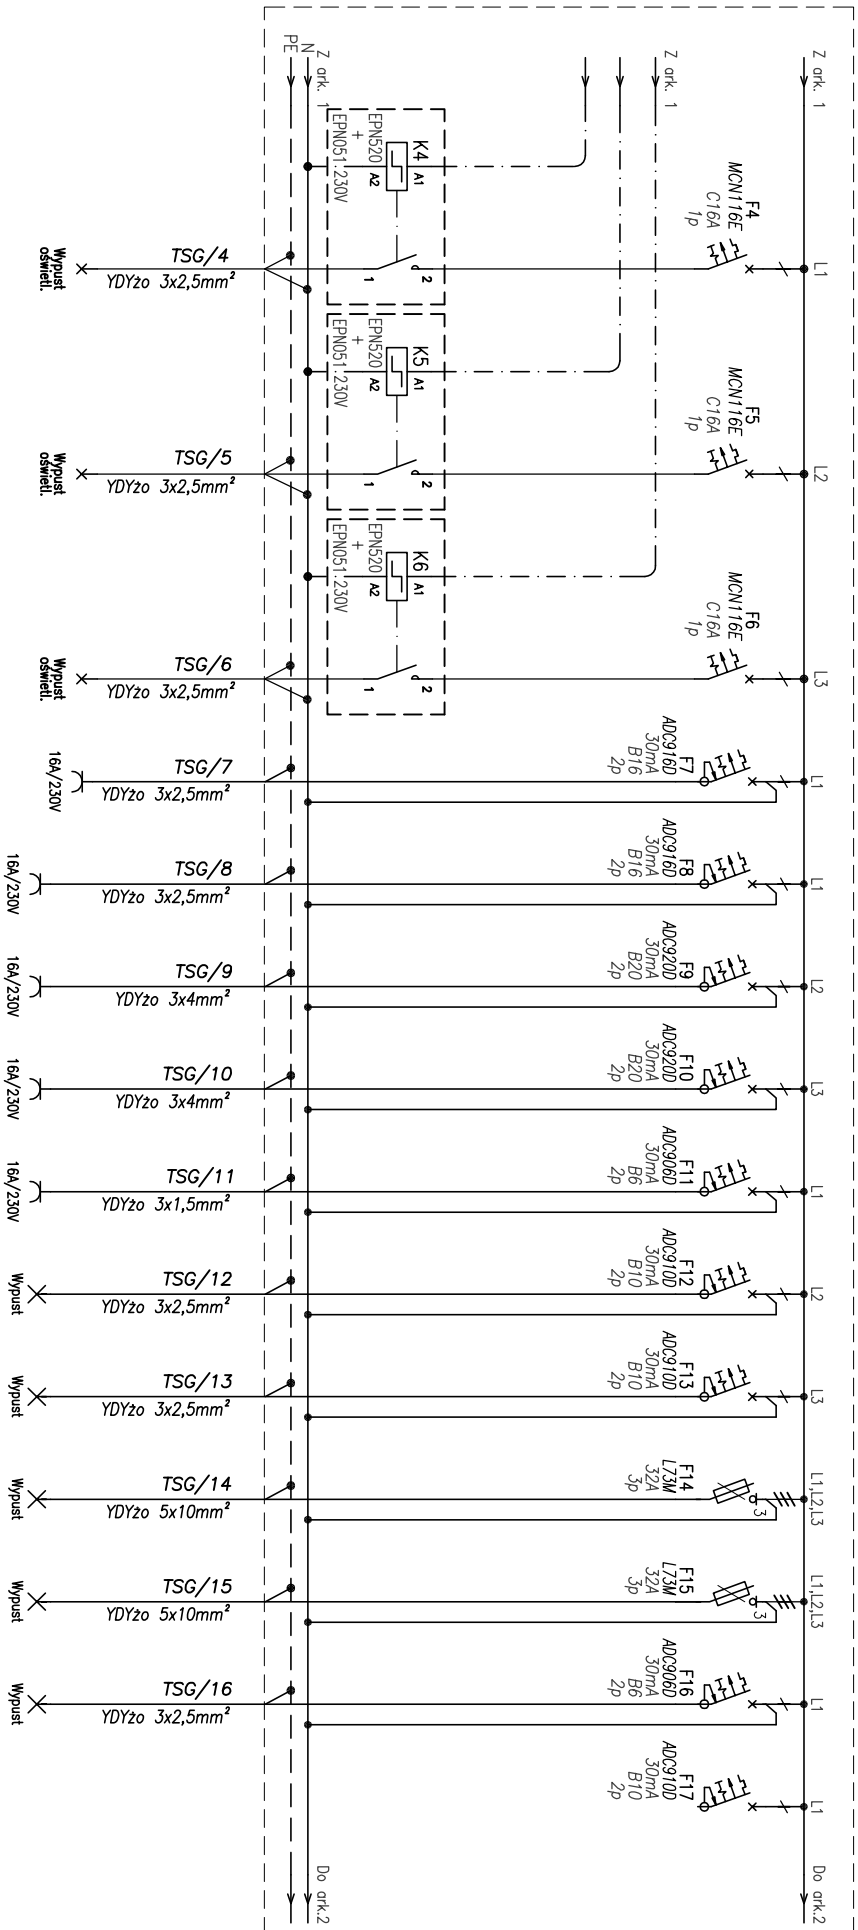 Z ark. 1
Z ark. 1
Z ark. 1
N
PE
F4
MCN116E
C16A
1p
L1
K4
A1
A2
EPN520
+
EPN051.230V
2
1
TSG/4
YDYżo 3x2,5mm²
Wypust
oświetl.
F5
MCN116E
C16A
1p
L2
K5
A1
A2
EPN520
+
EPN051.230V
2
1
TSG/5
YDYżo 3x2,5mm²
Wypust
oświetl.
F6
MCN116E
C16A
1p
L3
K6
A1
A2
EPN520
+
EPN051.230V
2
1
TSG/6
YDYżo 3x2,5mm²
Wypust
oświetl.
F7
ADC916D
30mA
B16
2p
L1
TSG/7
YDYżo 3x2,5mm²
16A/230V
F8
ADC916D
30mA
B16
2p
L1
TSG/8
YDYżo 3x2,5mm²
16A/230V
F9
ADC920D
30mA
B20
2p
L2
TSG/9
YDYżo 3x4mm²
16A/230V
F10
ADC920D
30mA
B20
2p
L3
TSG/10
YDYżo 3x4mm²
16A/230V
F11
ADC906D
30mA
B6
2p
L1
TSG/11
YDYżo 3x1,5mm²
16A/230V
F12
ADC910D
30mA
B10
2p
L2
TSG/12
YDYżo 3x2,5mm²
Wypust
F13
ADC910D
30mA
B10
2p
L3
TSG/13
YDYżo 3x2,5mm²
Wypust
F14
L73M
32A
3p
3
L1,L2,L3
TSG/14
YDYżo 5x10mm²
Wypust
F15
L73M
32A
3p
3
L1,L2,L3
TSG/15
YDYżo 5x10mm²
Wypust
F16
ADC906D
30mA
B6
2p
L1
TSG/16
YDYżo 3x2,5mm²
Wypust
F17
ADC910D
30mA
B10
2p
L1
Do ark.2
Do ark.2